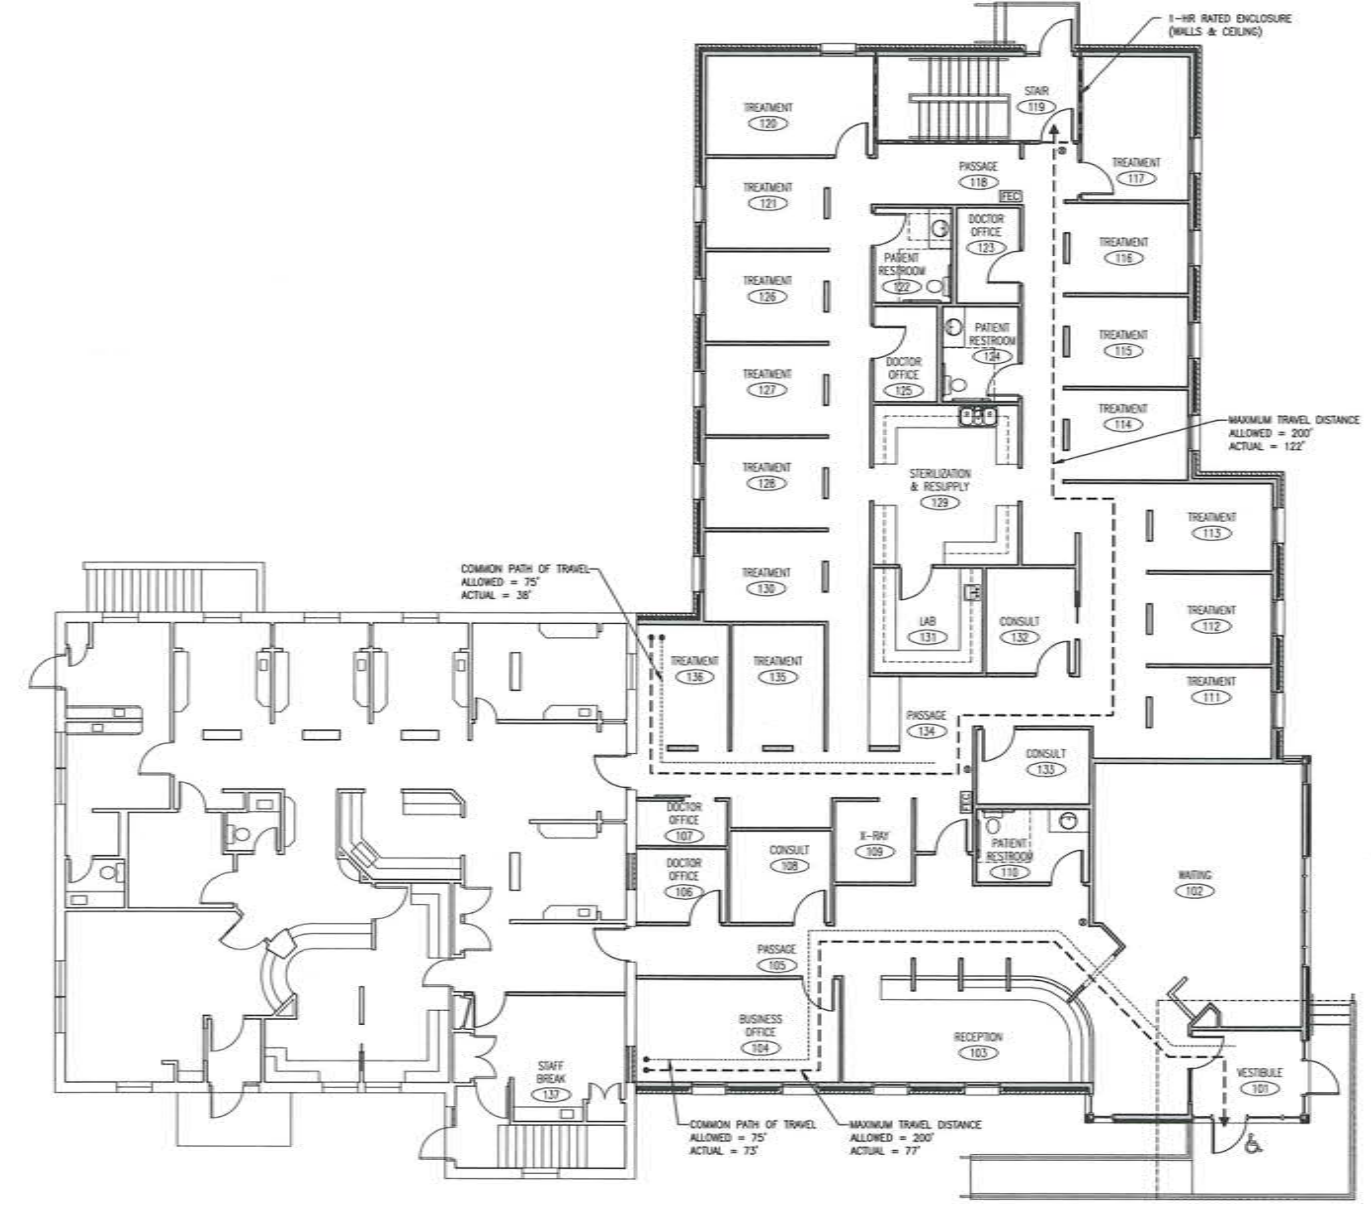 1-HR RATED ENCLOSURE
(WALLS & CEILING)
STAIR
119
TREATMENT
120
TREATMENT
117
PASSAGE
118
FEC
TREATMENT
121
DOCTOR
OFFICE
123
TREATMENT
116
PATIENT
RESTROOM
122
TREATMENT
126
PATIENT
RESTROOM
124
TREATMENT
115
DOCTOR
OFFICE
125
TREATMENT
127
TREATMENT
114
MAXIMUM TRAVEL DISTANCE
ALLOWED = 200'
ACTUAL = 122'
TREATMENT
128
STERILIZATION
& RESUPPLY
129
TREATMENT
113
COMMON PATH OF TRAVEL
ALLOWED = 75'
ACTUAL = 38'
TREATMENT
130
LAB
131
CONSULT
132
TREATMENT
112
TREATMENT
136
TREATMENT
135
TREATMENT
111
PASSAGE
134
CONSULT
133
FEC
DOCTOR
OFFICE
107
X-RAY
109
CONSULT
108
PATIENT
RESTROOM
110
DOCTOR
OFFICE
106
WAITING
102
PASSAGE
105
BUSINESS
OFFICE
104
RECEPTION
103
STAFF
BREAK
137
VESTIBULE
101
COMMON PATH OF TRAVEL
ALLOWED = 75'
ACTUAL = 73'
MAXIMUM TRAVEL DISTANCE
ALLOWED = 200'
ACTUAL = 77'